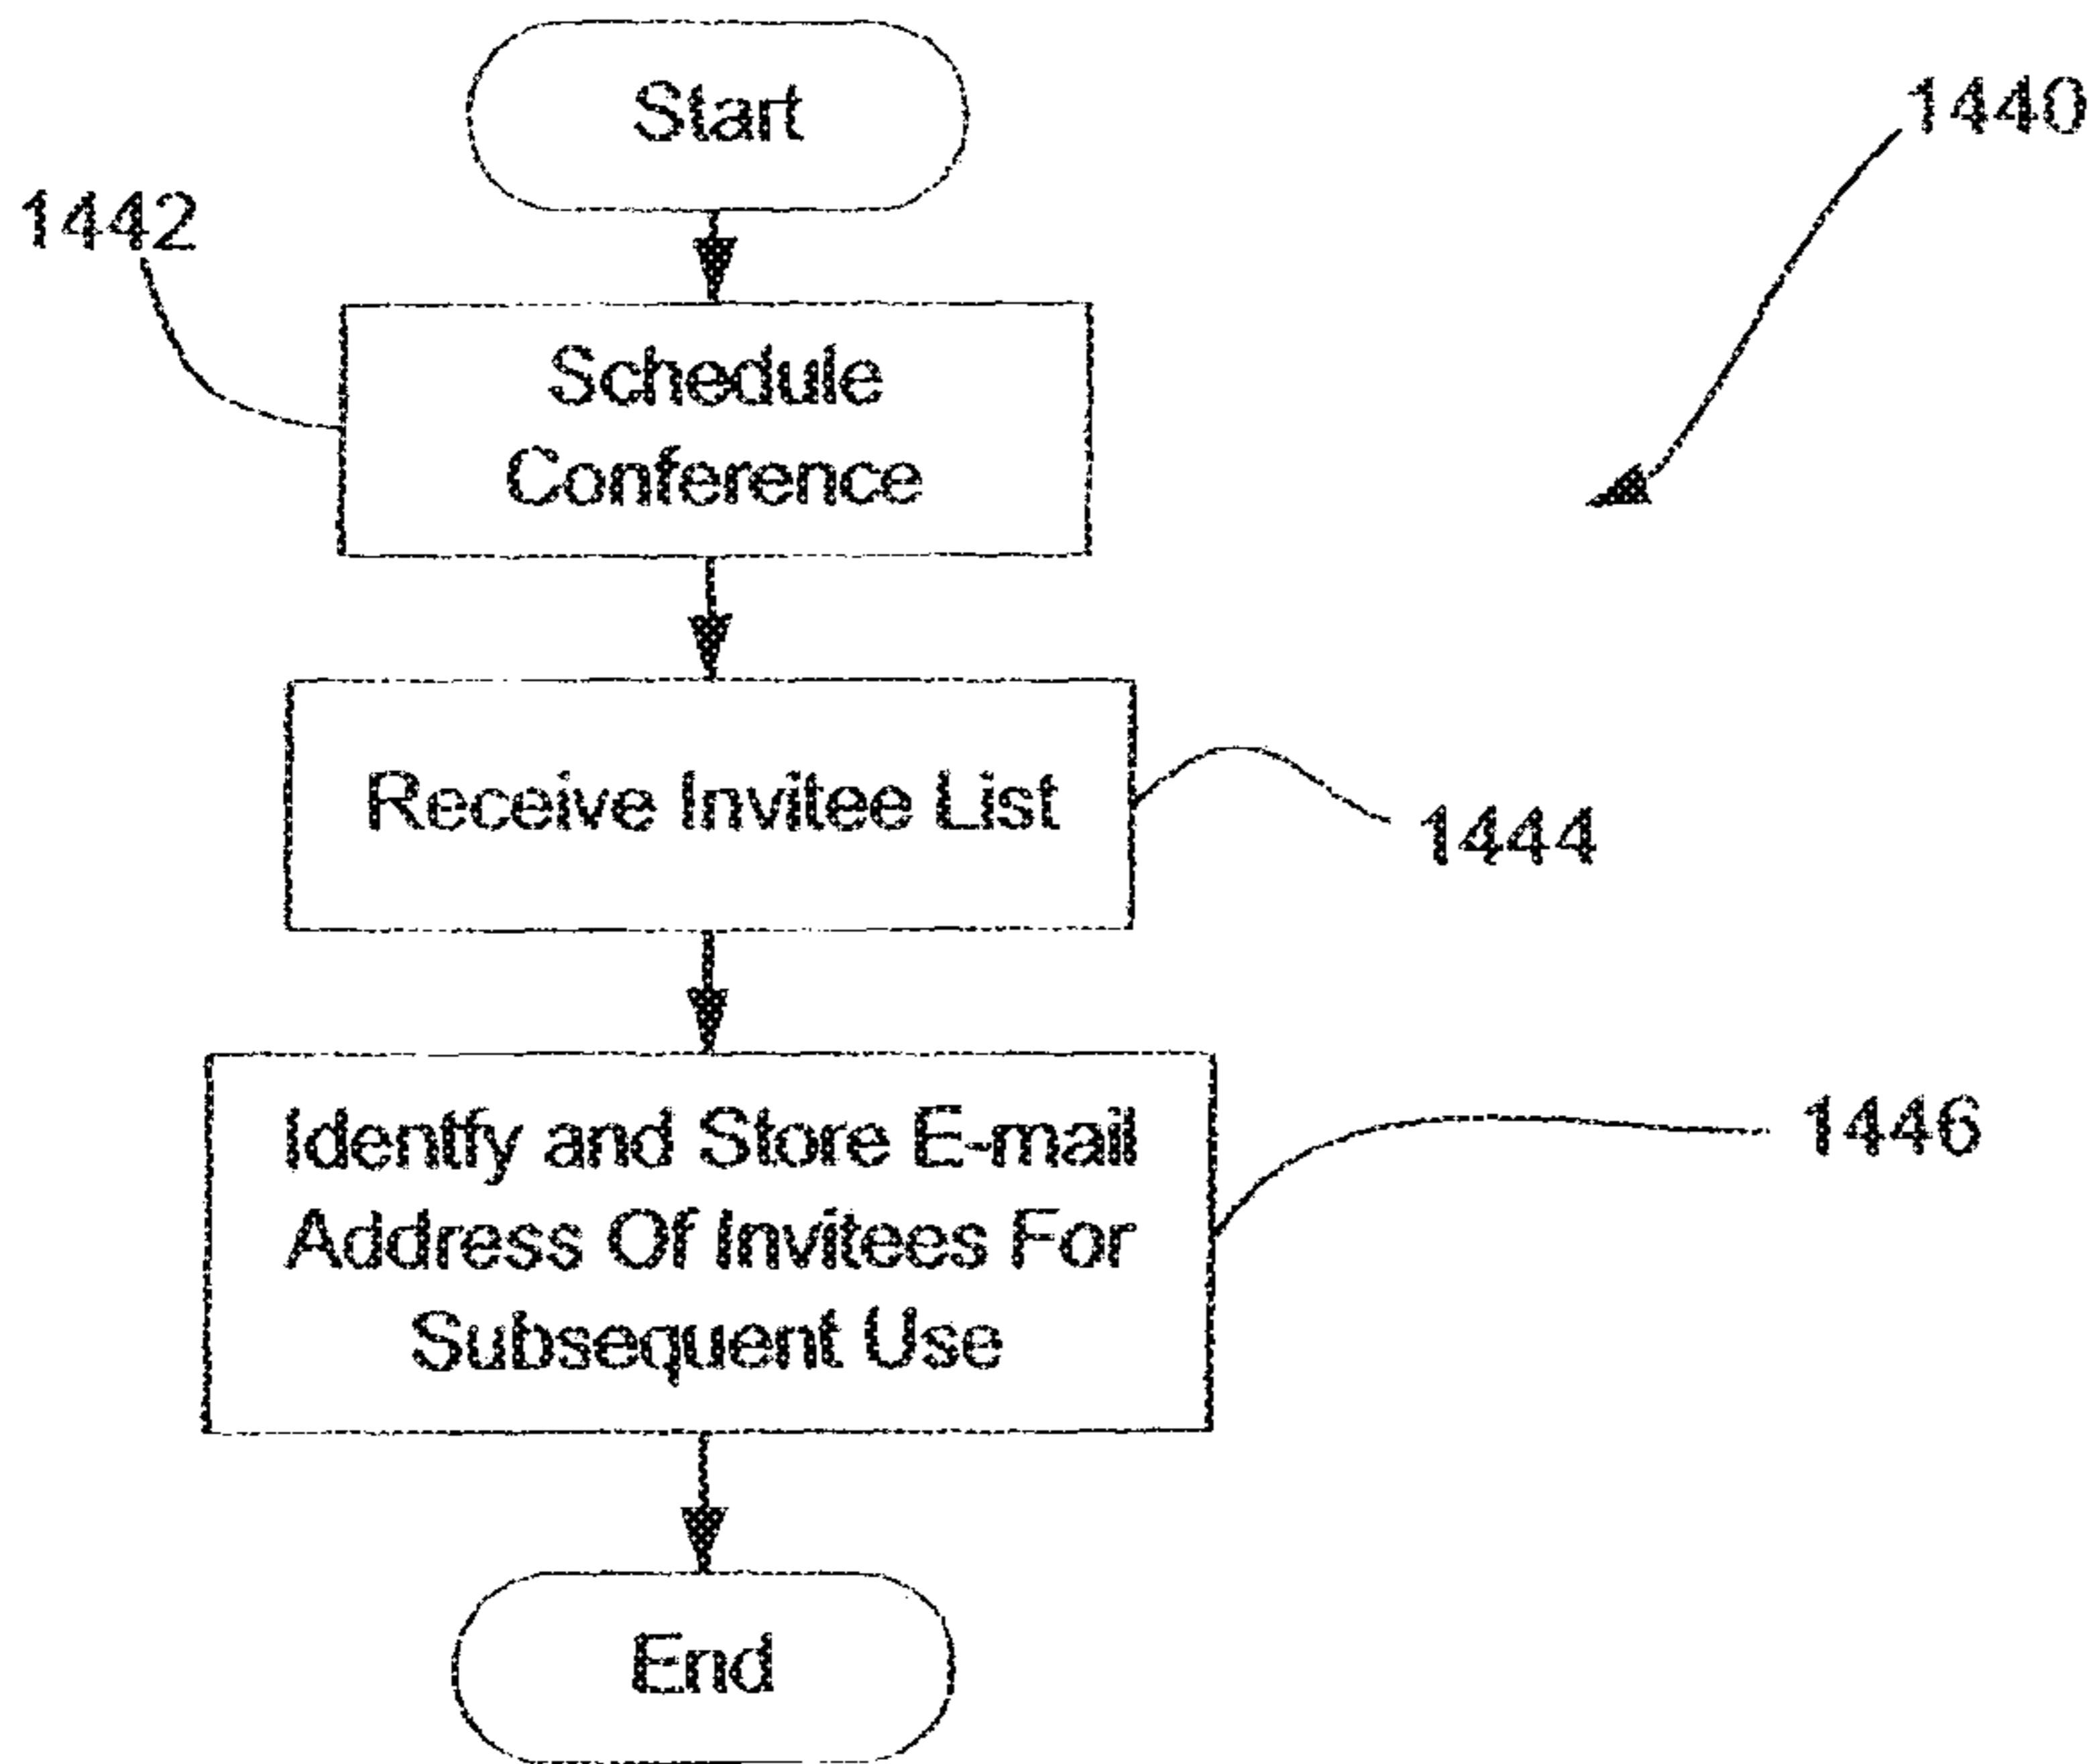 Start
1440
1442
Schedule
Conference
Receive Invitee List
1444
Identify and Store E-mail
1446
Address Of Invitees For
Subsequent Use
End